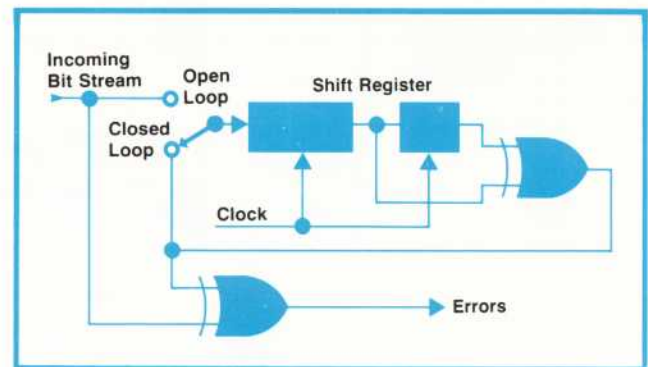 Incoming
Bit Stream
Open
Loop
Shift Register
Closed
Loop
Clock
Errors